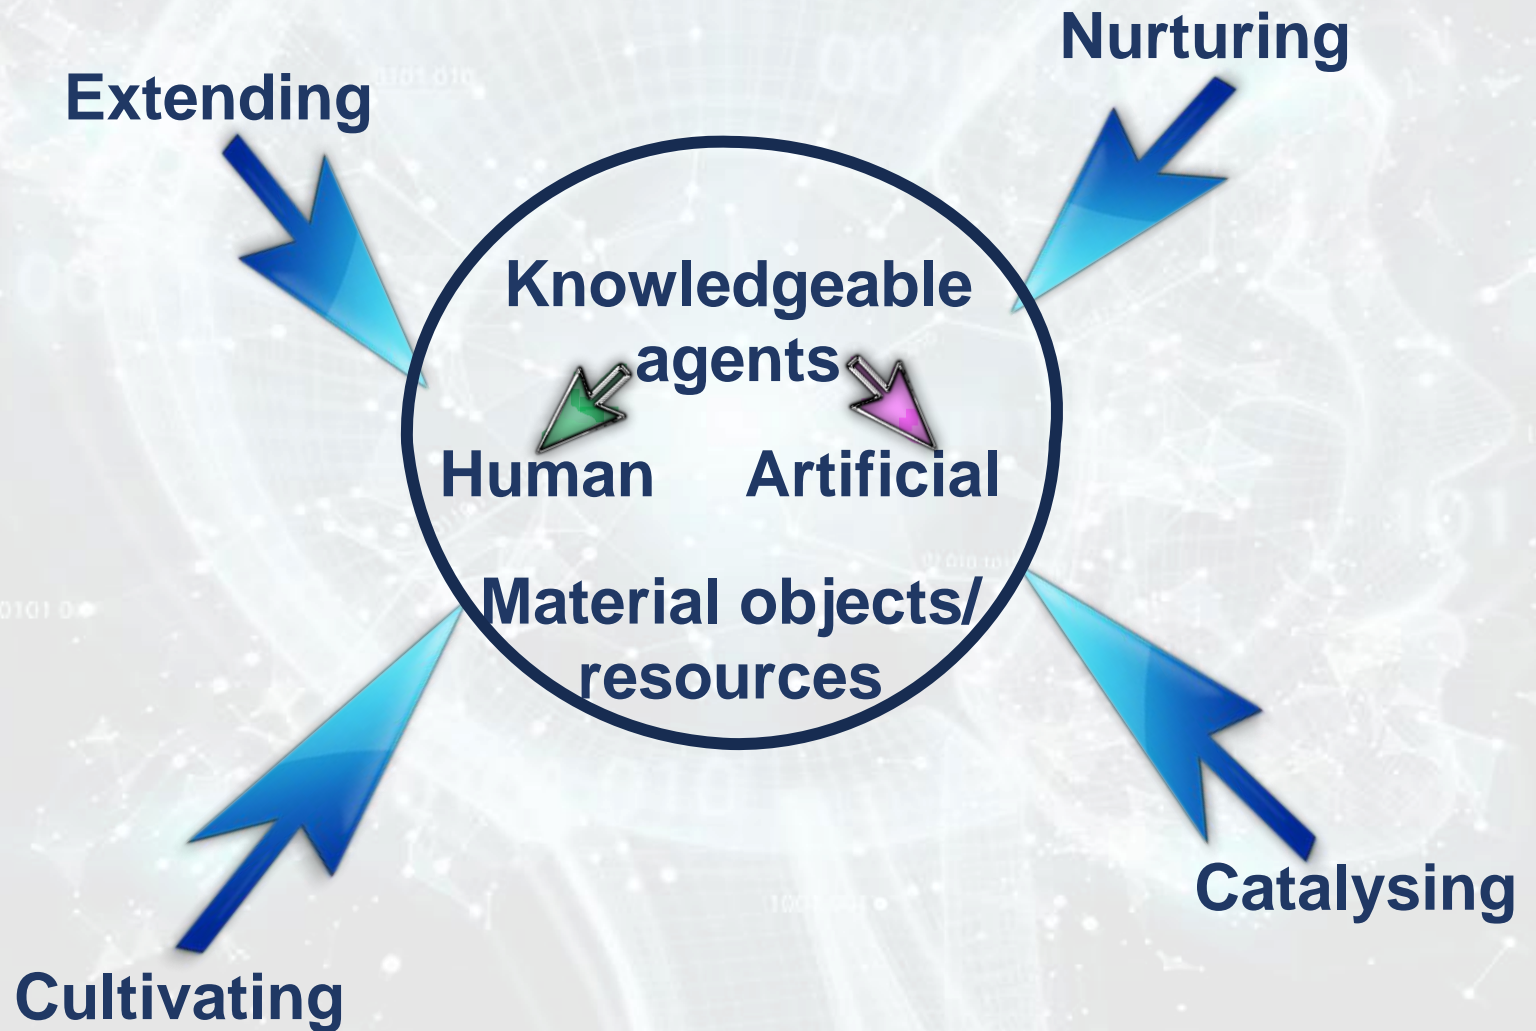 Nurturing
Extending
Knowledgeable
agents
Human Artificial
Material objects/
resources
Catalysing
Cultivating